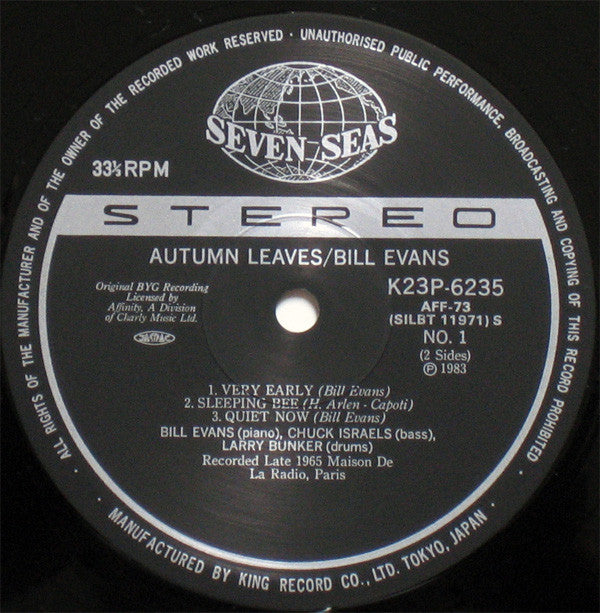 ALL RIGHTS OF THE MANUFACTURER AND OF THE OWNER OF THE RECORDED WORK RESERVED · UNAUTHORISED PUBLIC PERFORMANCE, BROADCASTING AND COPYING OF THIS RECORD PROHIBITED
SEVEN SEAS
33⅓RPM
STEREO
AUTUMN LEAVES/BILL EVANS
Original BYG Recording
Licensed by
Affinity, A Division
of Charly Music Ltd.
JASRAC
K23P-6235
AFF-73
(SILBT 11971) S
NO. 1
(2 Sides)
Ⓟ 1983
1. VERY EARLY (Bill Evans)
2. SLEEPING BEE (H. Arlen - Capoti)
3. QUIET NOW (Bill Evans)
BILL EVANS (piano), CHUCK ISRAELS (bass),
LARRY BUNKER (drums)
Recorded Late 1965 Maison De
La Radio, Paris
· MANUFACTURED BY KING RECORD CO., LTD. TOKYO, JAPAN ·